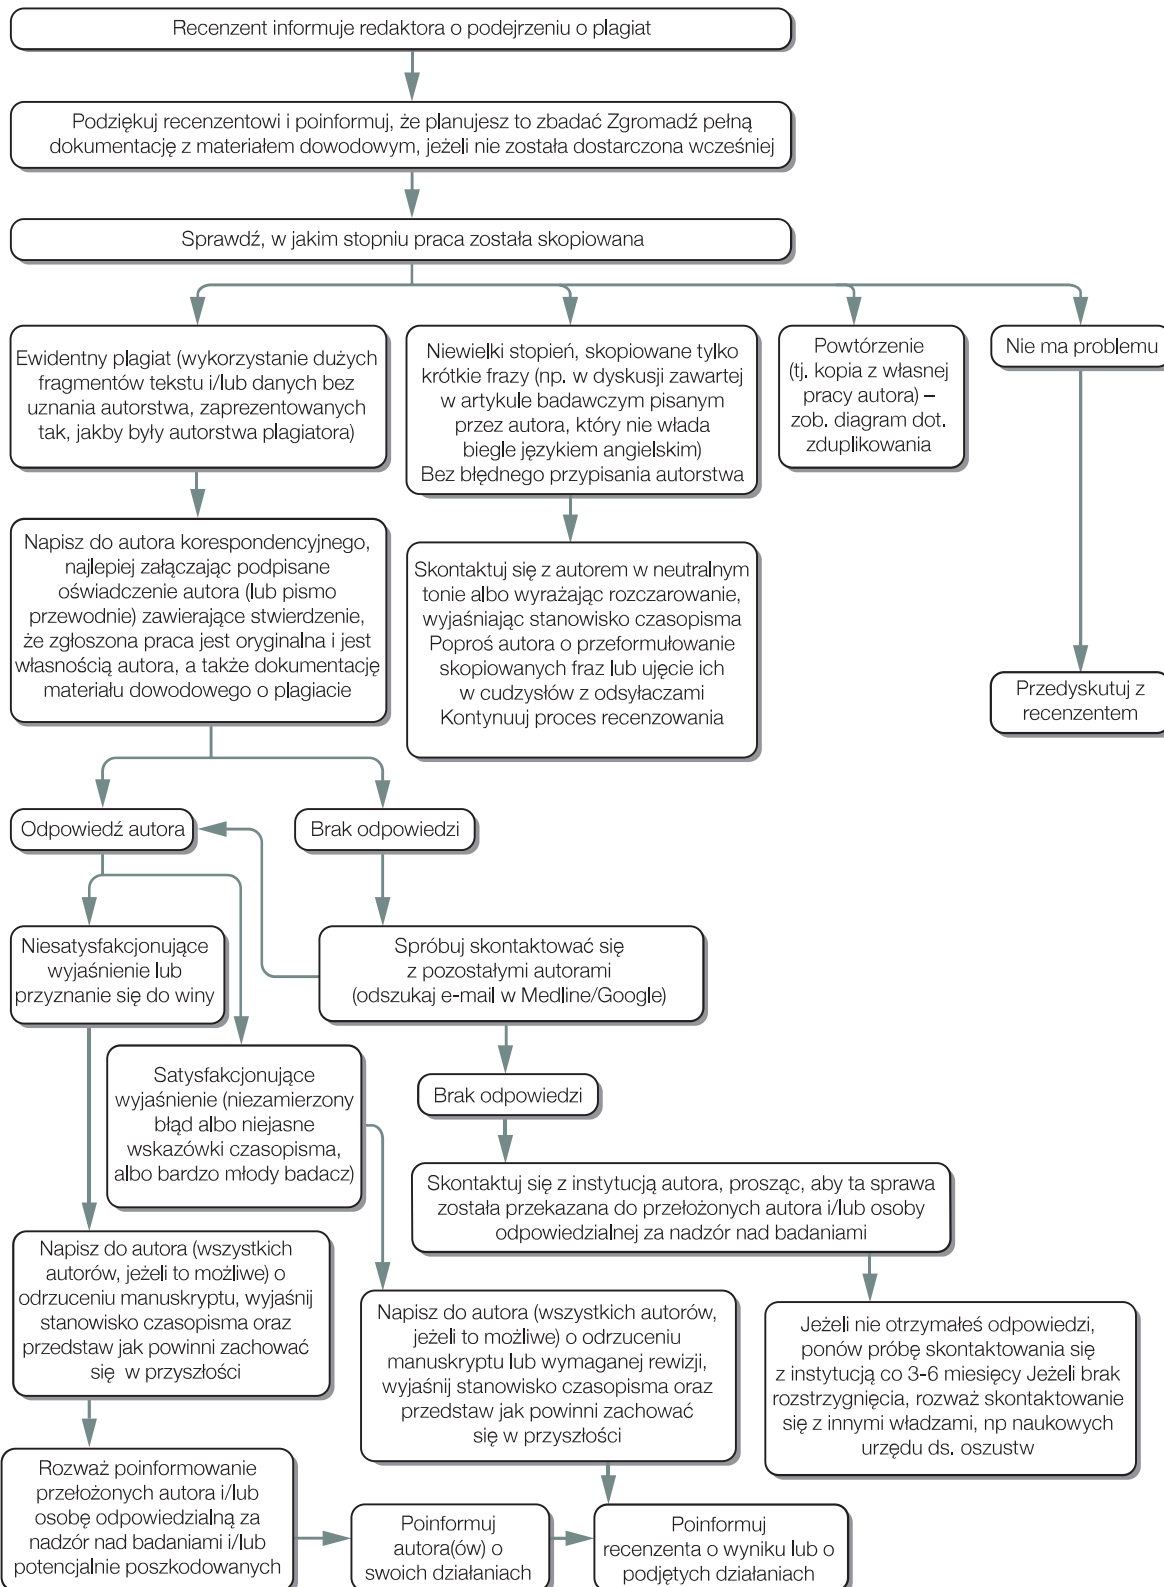 Recenzent informuje redaktora o podejrzeniu o plagiat
Podziękuj recenzentowi i poinformuj, że planujesz to zbadać Zgromadź pełną
dokumentację z materiałem dowodowym, jeżeli nie została dostarczona wcześniej
Sprawdź, w jakim stopniu praca została skopiowana
Ewidentny plagiat (wykorzystanie dużych
fragmentów tekstu i/lub danych bez
uznania autorstwa, zaprezentowanych
tak, jakby były autorstwa plagiatora)
Niewielki stopień, skopiowane tylko
krótkie frazy (np. w dyskusji zawartej
w artykule badawczym pisanym
przez autora, który nie włada
biegle językiem angielskim)
Bez błędnego przypisania autorstwa
Powtórzenie
(tj. kopia z własnej
pracy autora) –
zob. diagram dot.
zduplikowania
Nie ma problemu
Napisz do autora korespondencyjnego,
najlepiej załączając podpisane
oświadczenie autora (lub pismo
przewodnie) zawierające stwierdzenie,
że zgłoszona praca jest oryginalna i jest
własnością autora, a także dokumentację
materiału dowodowego o plagiacie
Skontaktuj się z autorem w neutralnym
tonie albo wyrażając rozczarowanie,
wyjaśniając stanowisko czasopisma
Poproś autora o przeformułowanie
skopiowanych fraz lub ujęcie ich
w cudzysłów z odsyłaczami
Kontynuuj proces recenzowania
Przedyskutuj z
recenzentem
Odpowiedź autora
Brak odpowiedzi
Niesatysfakcjonujące
wyjaśnienie lub
przyznanie się do winy
Spróbuj skontaktować się
z pozostałymi autorami
(odszukaj e-mail w Medline/Google)
Satysfakcjonujące
wyjaśnienie (niezamierzony
błąd albo niejasne
wskazówki czasopisma,
albo bardzo młody badacz)
Brak odpowiedzi
Skontaktuj się z instytucją autora, prosząc, aby ta sprawa
została przekazana do przełożonych autora i/lub osoby
odpowiedzialnej za nadzór nad badaniami
Napisz do autora (wszystkich
autorów, jeżeli to możliwe) o
odrzuceniu manuskryptu, wyjaśnij
stanowisko czasopisma oraz
przedstaw jak powinni zachować
się w przyszłości
Napisz do autora (wszystkich autorów,
jeżeli to możliwe) o odrzuceniu
manuskryptu lub wymaganej rewizji,
wyjaśnij stanowisko czasopisma oraz
przedstaw jak powinni zachować
się w przyszłości
Jeżeli nie otrzymałeś odpowiedzi,
ponów próbę skontaktowania się
z instytucją co 3-6 miesięcy Jeżeli brak
rozstrzygnięcia, rozważ skontaktowanie
się z innymi władzami, np naukowych
urzędu ds. oszustw
Rozważ poinformowanie
przełożonych autora i/lub
osobę odpowiedzialną za
nadzór nad badaniami i/lub
potencjalnie poszkodowanych
Poinformuj
autora(ów) o
swoich działaniach
Poinformuj
recenzenta o wyniku lub o
podjętych działaniach